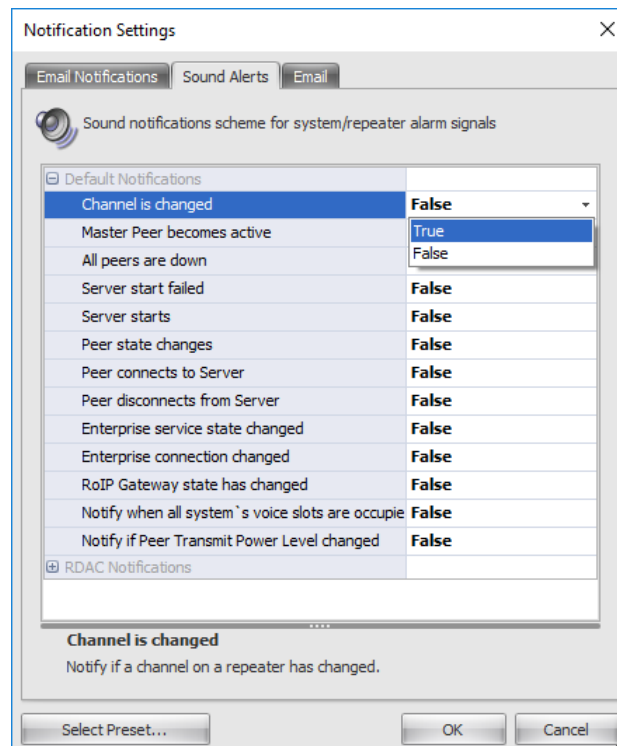 Notification Settings
Email Notifications Sound Alerts Email
Sound notifications scheme for system/repeater alarm signals
Default Notifications
Channel is changed False
Master Peer becomes active True
All peers are down False
Server start failed False
Server starts False
Peer state changes False
Peer connects to Server False
Peer disconnects from Server False
Enterprise service state changed False
Enterprise connection changed False
RoIP Gateway state has changed False
Notify when all system`s voice slots are occupie False
Notify if Peer Transmit Power Level changed False
RDAC Notifications
Channel is changed
Notify if a channel on a repeater has changed.
Select Preset... OK Cancel